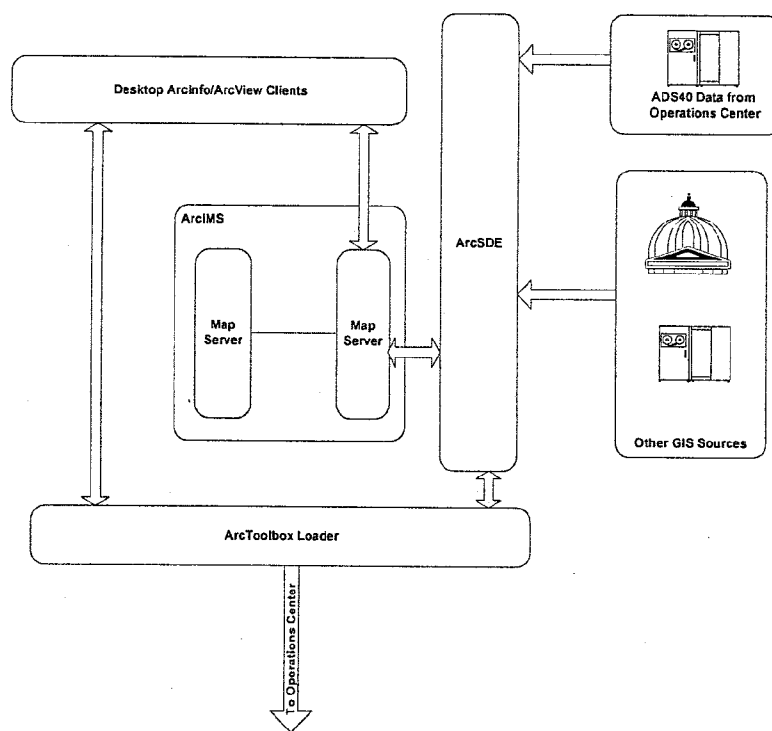 Desktop ArcInfo/ArcView Clients
ArcIMS
Map
Server
Map
Server
ArcSDE
ADS40 Data from
Operations Center
Other GIS Sources
ArcToolbox Loader
To Operations Center